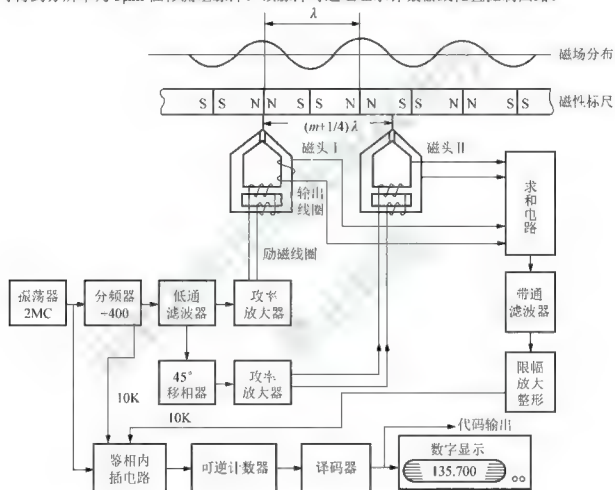 λ
磁场分布
S S N N S S N N S S N N S S
磁性标尺
(m+1/4) λ
磁头Ⅰ
磁头Ⅱ
输出
线圈
求和电路
励磁线圈
振荡器
2MC
分频器
÷400
低通
滤波器
攻率
放大器
带通
滤波器
45°
移相器
攻率
放大器
限幅
放大
整形
10K
10K
代码输出
鉴相内
插电路
可逆计数器
译码器
数字显示
135.700